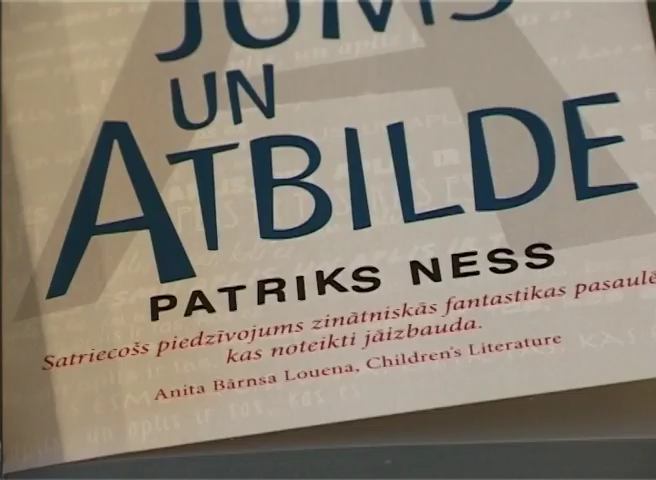 JUMS
UN
ATBILDE
PATRIKS NESS
Satriecošs piedzīvojums zinātniskās fantastikas pasaulē
kas noteikti jāizbauda.
Anita Bārnsa Louena, Children's Literature